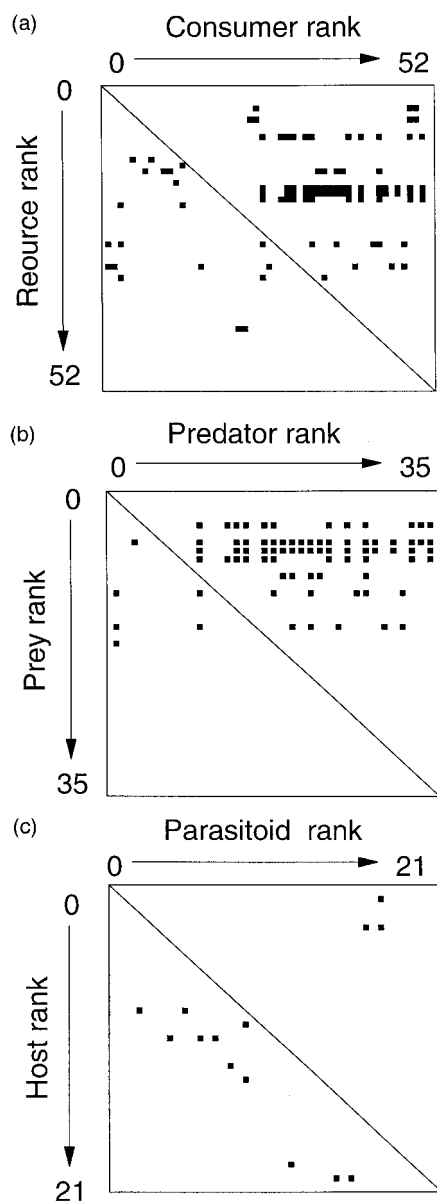 (a)
Consumer rank
0 52
0
Reource rank
52
(b)
Predator rank
0 35
0
Prey rank
35
(c)
Parasitoid rank
0 21
0
Host rank
21